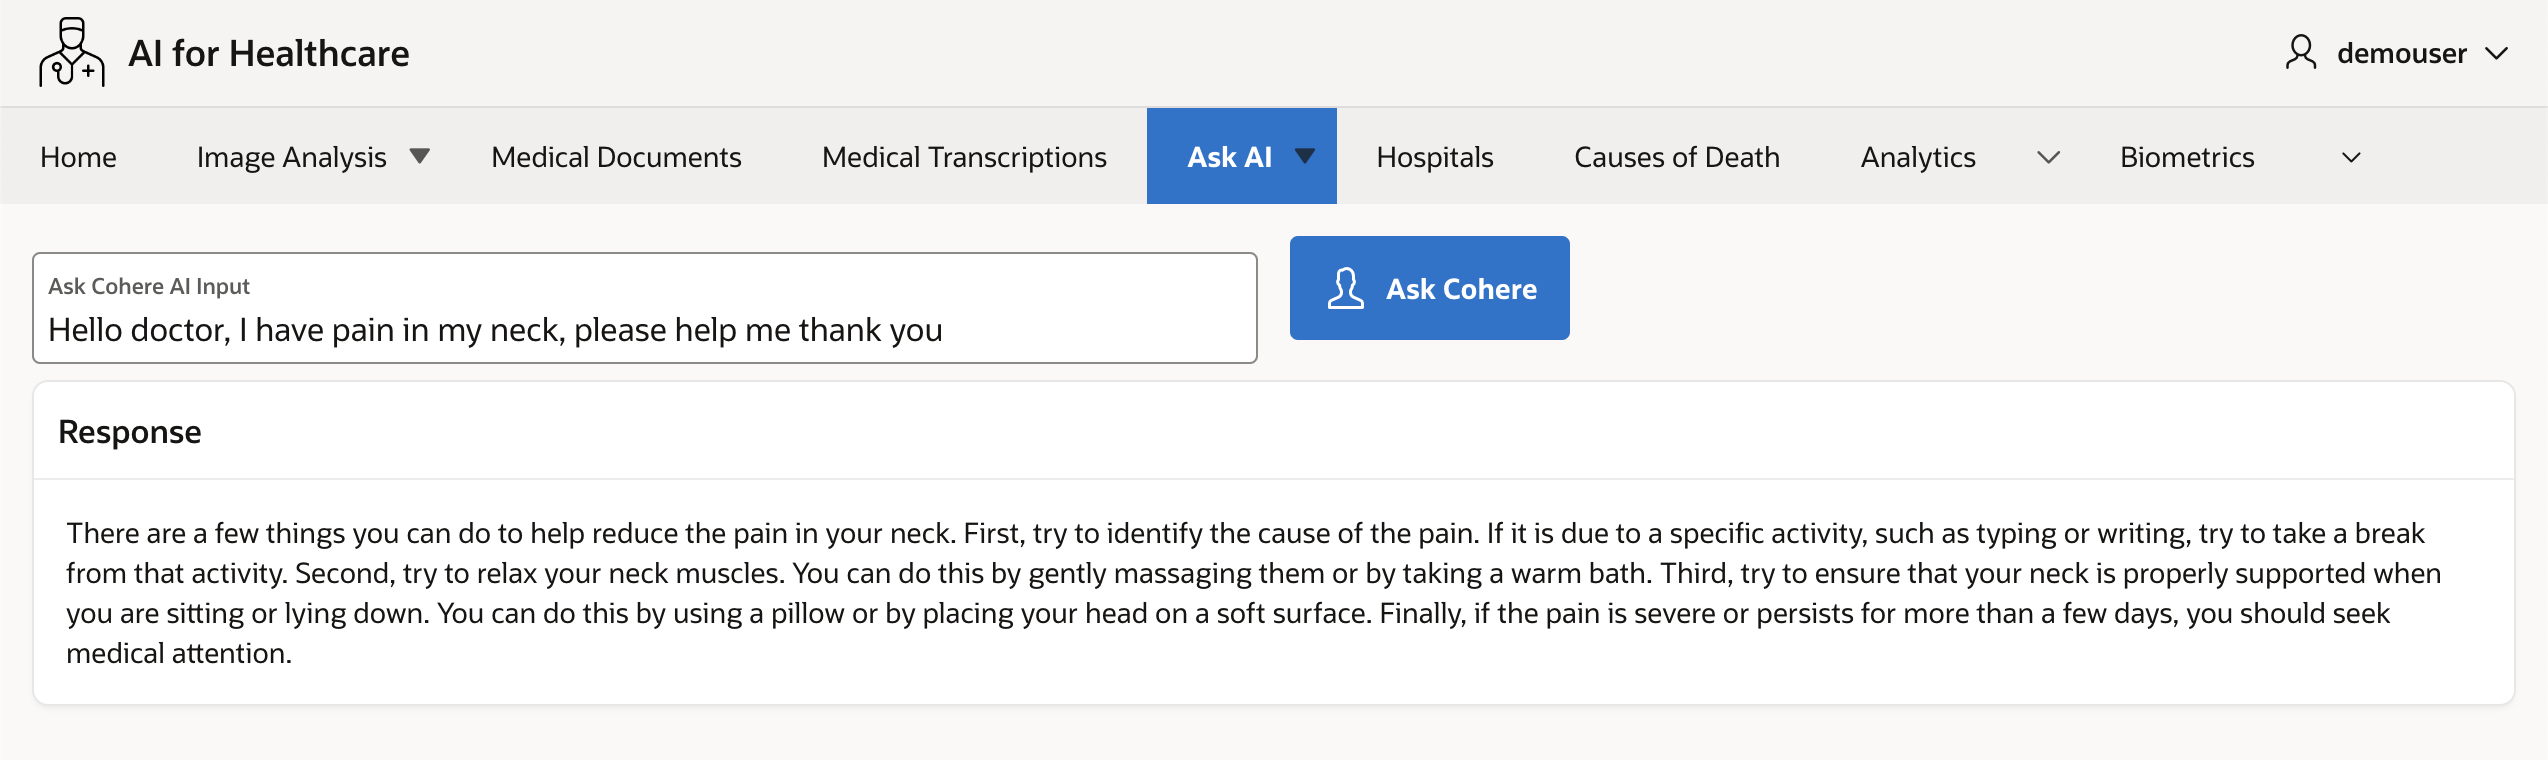 AI for Healthcare
demouser
Home Image Analysis Medical Documents Medical Transcriptions Ask AI Hospitals Causes of Death Analytics Biometrics
Ask Cohere AI Input
Hello doctor, I have pain in my neck, please help me thank you
Ask Cohere
Response
There are a few things you can do to help reduce the pain in your neck. First, try to identify the cause of the pain. If it is due to a specific activity, such as typing or writing, try to take a break
from that activity. Second, try to relax your neck muscles. You can do this by gently massaging them or by taking a warm bath. Third, try to ensure that your neck is properly supported when
you are sitting or lying down. You can do this by using a pillow or by placing your head on a soft surface. Finally, if the pain is severe or persists for more than a few days, you should seek
medical attention.